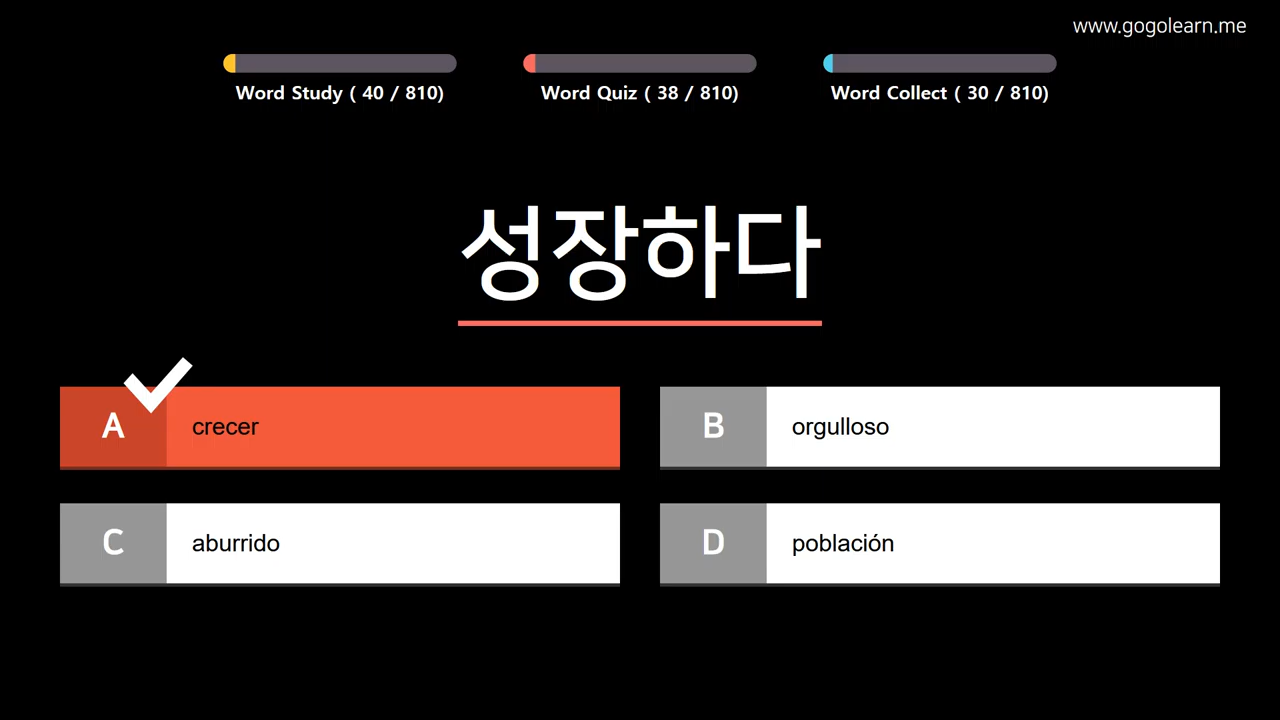 www.gogolearn.me
Word Study ( 40 / 810)
Word Quiz ( 38 / 810)
Word Collect ( 30 / 810)
성장하다
A crecer
B orgulloso
C aburrido
D población